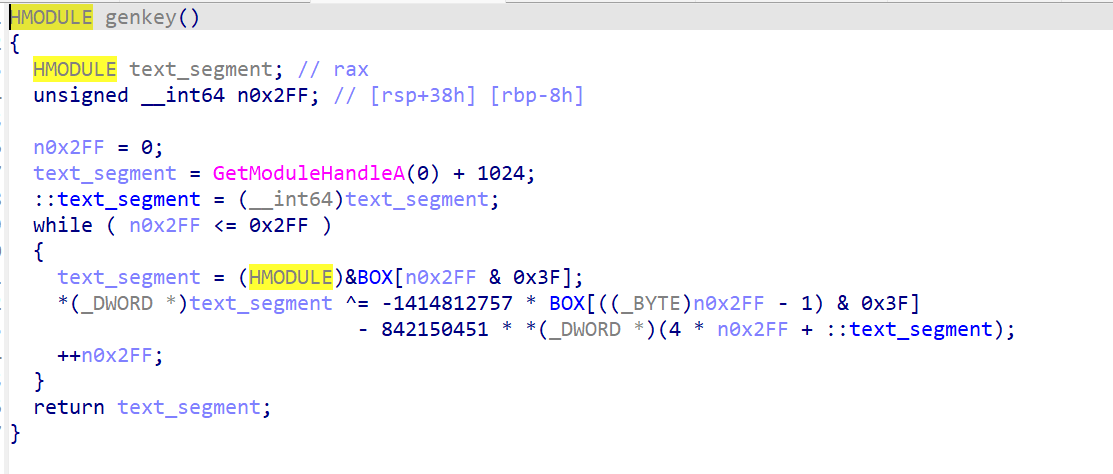 HMODULE genkey()
{
  HMODULE text_segment; // rax
  unsigned __int64 n0x2FF; // [rsp+38h] [rbp-8h]

  n0x2FF = 0;
  text_segment = GetModuleHandleA(0) + 1024;
  ::text_segment = (__int64)text_segment;
  while ( n0x2FF <= 0x2FF )
  {
    text_segment = (HMODULE)&BOX[n0x2FF & 0x3F];
    *(_DWORD *)text_segment ^= -1414812757 * BOX[((_BYTE)n0x2FF - 1) & 0x3F]
                             - 842150451 * *(_DWORD *)(4 * n0x2FF + ::text_segment);
    ++n0x2FF;
  }
  return text_segment;
}